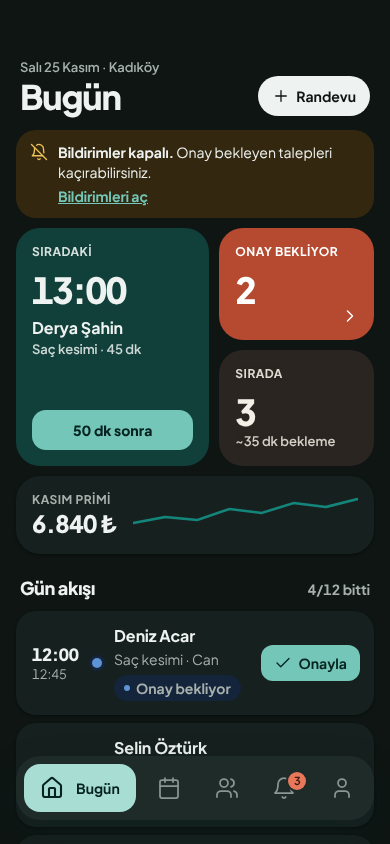 Salı 25 Kasım · Kadıköy
Bugün
Randevu
Bildirimler kapalı. Onay bekleyen talepleri
kaçırabilirsiniz.
Bildirimleri aç
SIRADAKİ
13:00
Derya Şahin
Saç kesimi · 45 dk
50 dk sonra
ONAY BEKLİYOR
2
SIRADA
3
~35 dk bekleme
KASIM PRİMİ
6.840 ₺
Gün akışı
4/12 bitti
12:00
12:45
Deniz Acar
Saç kesimi · Can
Onay bekliyor
Onayla
Selin Öztürk
Bugün
3